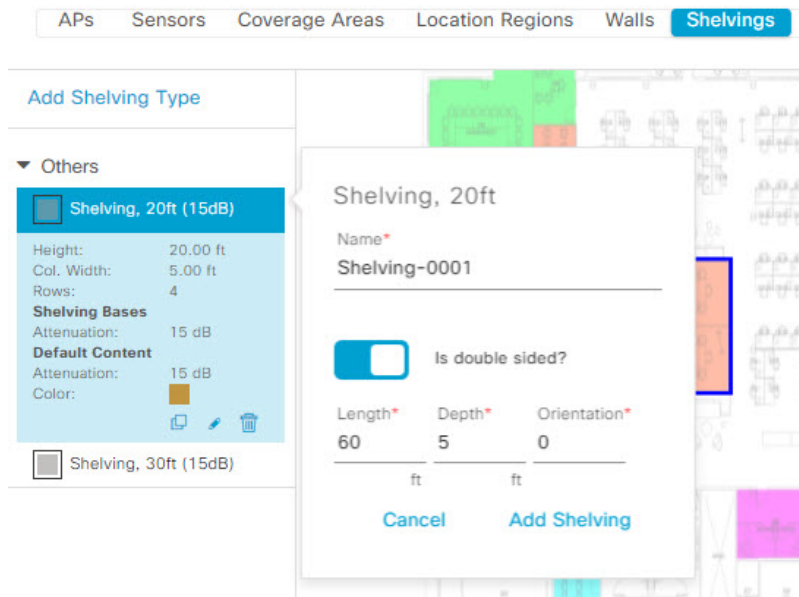 APs Sensors Coverage Areas Location Regions Walls Shelvings
Add Shelving Type
Others
Shelving, 20ft (15dB)
Height: 20.00 ft
Col. Width: 5.00 ft
Rows: 4
Shelving Bases
Attenuation: 15 dB
Default Content
Attenuation: 15 dB
Color:
Shelving, 30ft (15dB)
Shelving, 20ft
Name*
Shelving-0001
Is double sided?
Length* Depth* Orientation*
60 5 0
ft ft
Cancel Add Shelving